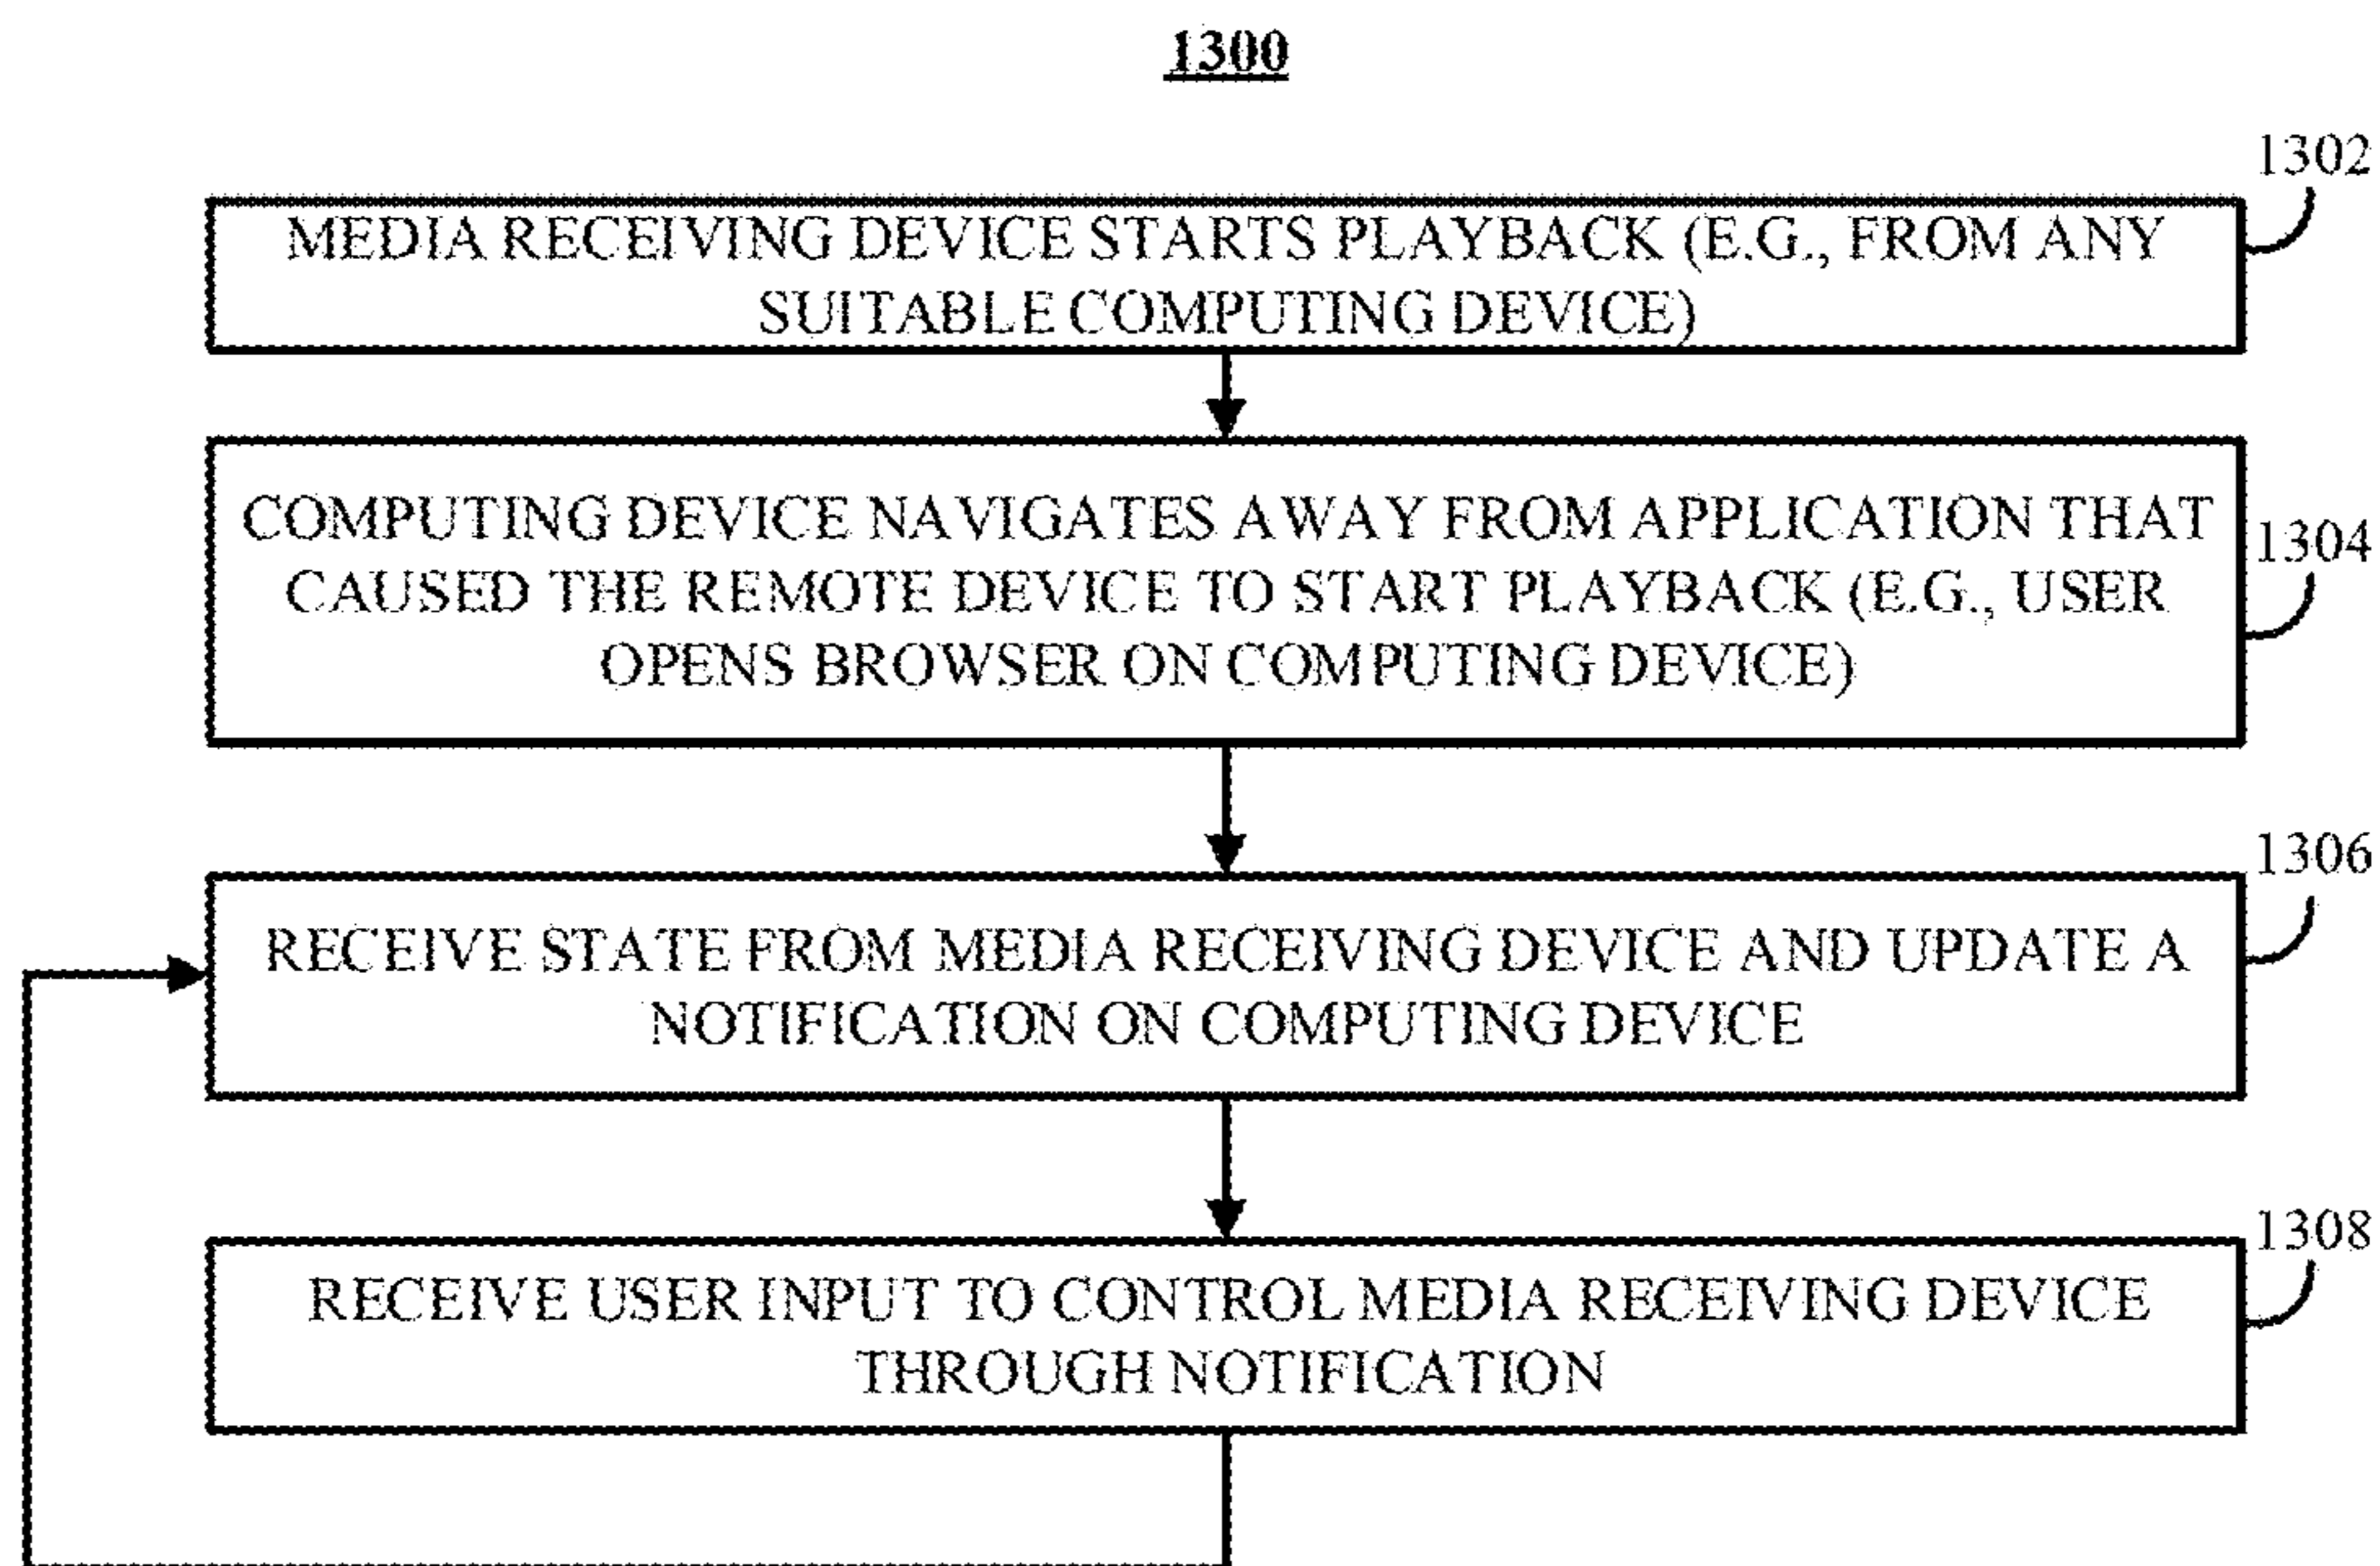 1300
1302
MEDIA RECEIVING DEVICE STARTS PLAYBACK (E.G., FROM ANY
SUITABLE COMPUTING DEVICE)
1304
COMPUTING DEVICE NAVIGATES AWAY FROM APPLICATION THAT
CAUSED THE REMOTE DEVICE TO START PLAYBACK (E.G., USER
OPENS BROWSER ON COMPUTING DEVICE)
1306
RECEIVE STATE FROM MEDIA RECEIVING DEVICE AND UPDATE A
NOTIFICATION ON COMPUTING DEVICE
1308
RECEIVE USER INPUT TO CONTROL MEDIA RECEIVING DEVICE
THROUGH NOTIFICATION